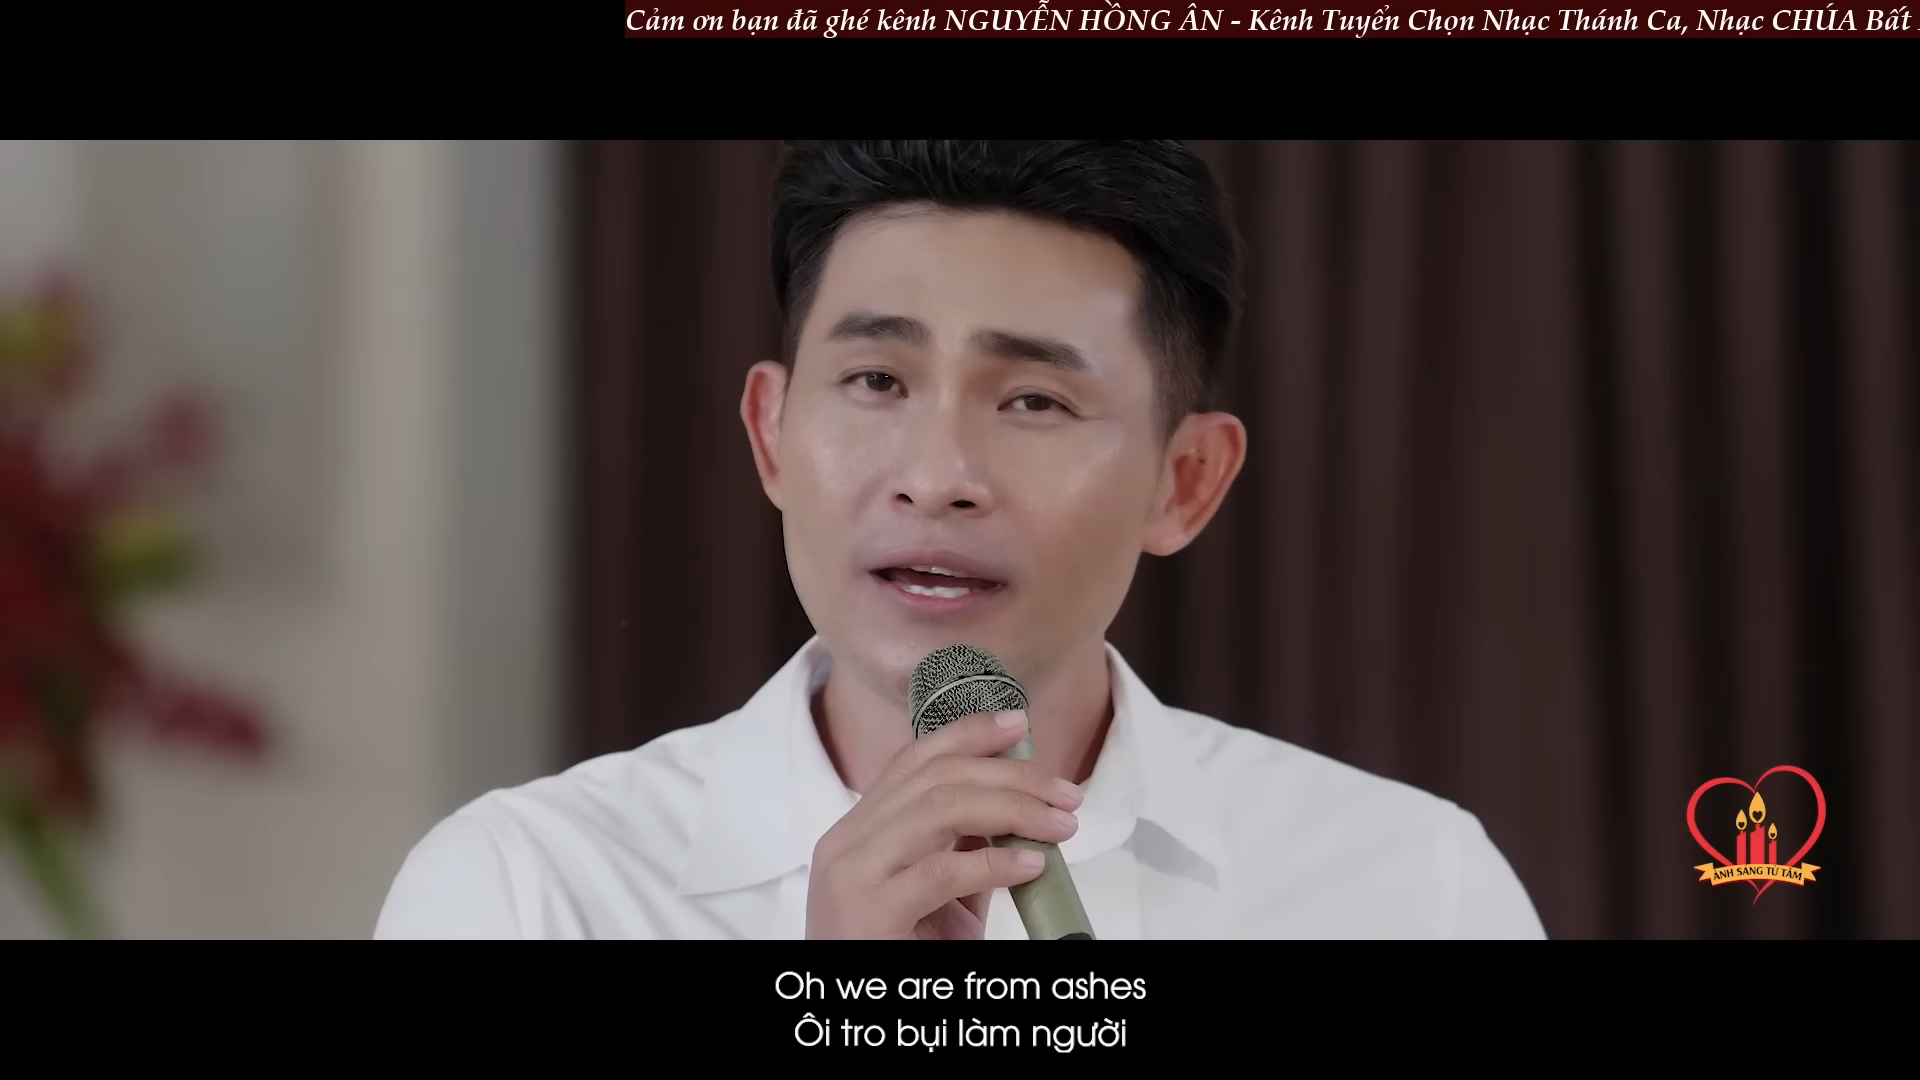 Cảm ơn bạn đã ghé kênh NGUYỄN HỒNG ÂN - Kênh Tuyển Chọn Nhạc Thánh Ca, Nhạc CHÚA Bất
ÁNH SÁNG TỪ TÂM
Oh we are from ashes
Ôi tro bụi làm người